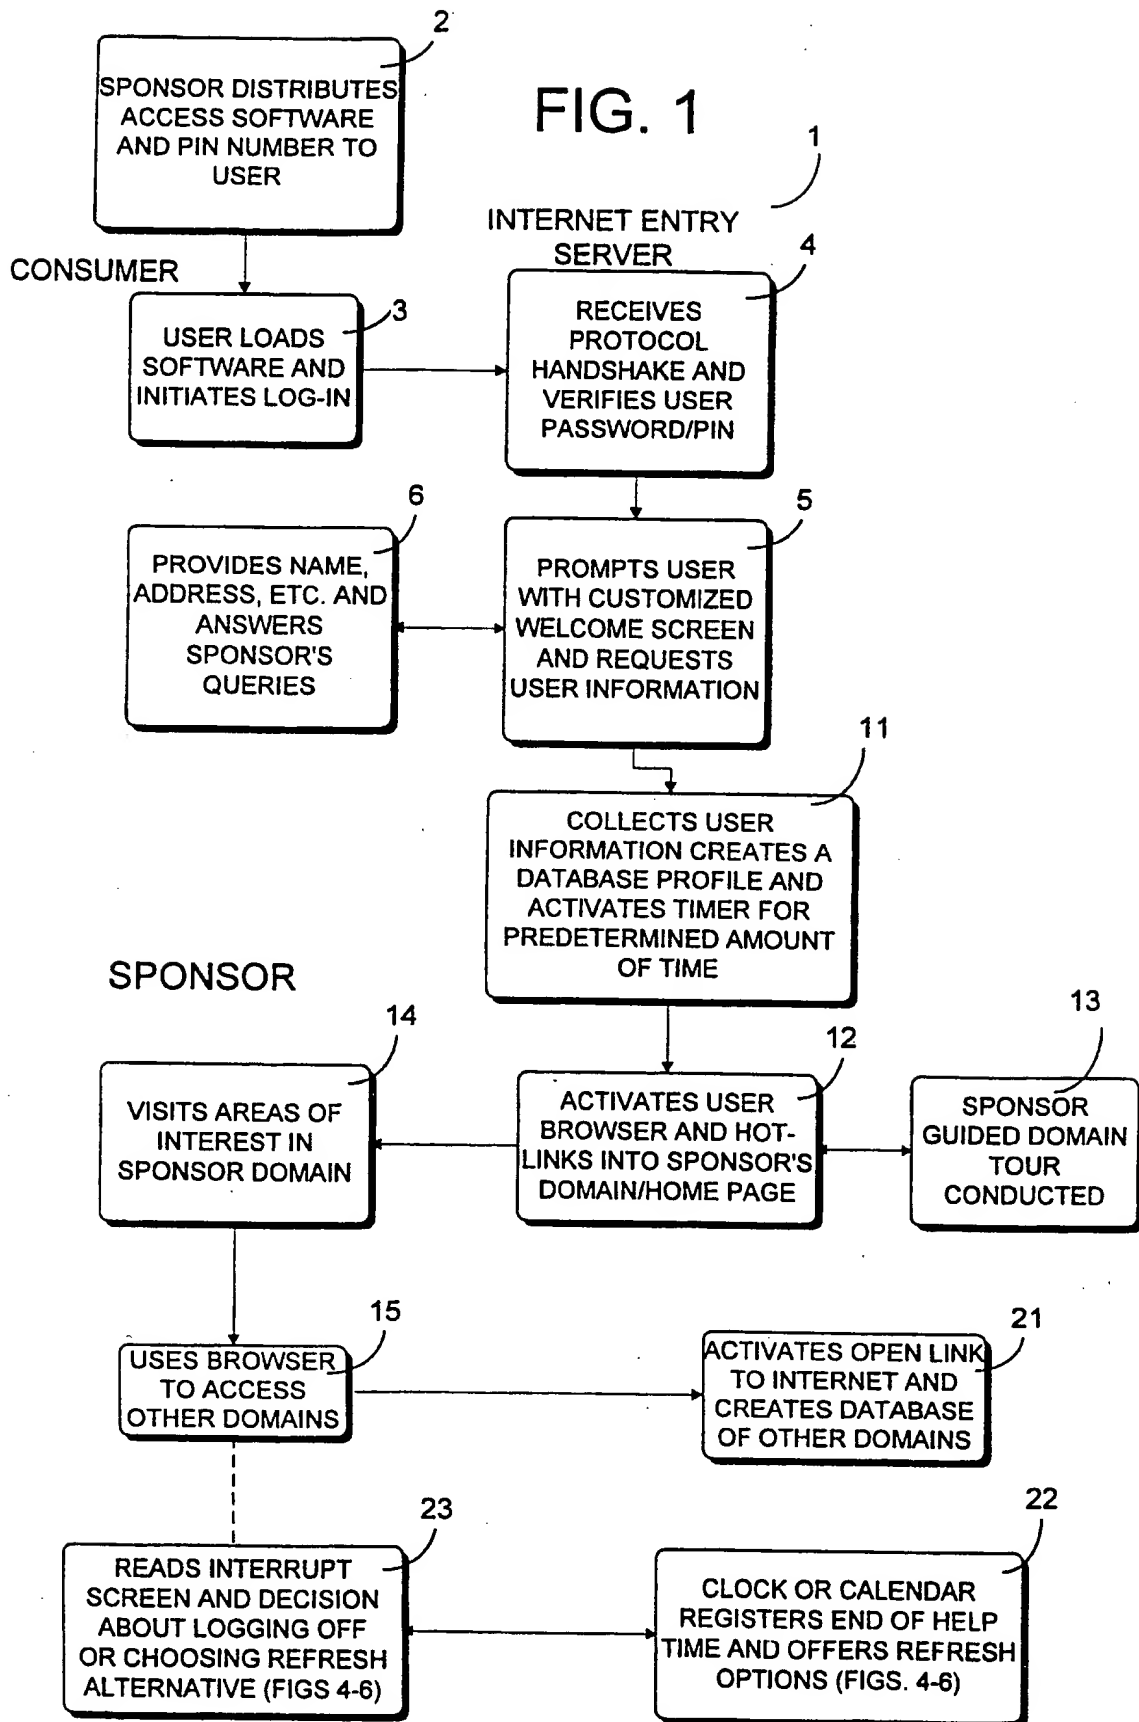 2
SPONSOR DISTRIBUTES
ACCESS SOFTWARE
AND PIN NUMBER TO
USER
FIG. 1
1
INTERNET ENTRY
SERVER
CONSUMER
3
USER LOADS
SOFTWARE AND
INITIATES LOG-IN
4
RECEIVES
PROTOCOL
HANDSHAKE AND
VERIFIES USER
PASSWORD/PIN
6
PROVIDES NAME,
ADDRESS, ETC. AND
ANSWERS
SPONSOR'S
QUERIES
5
PROMPTS USER
WITH CUSTOMIZED
WELCOME SCREEN
AND REQUESTS
USER INFORMATION
11
COLLECTS USER
INFORMATION CREATES A
DATABASE PROFILE AND
ACTIVATES TIMER FOR
PREDETERMINED AMOUNT
OF TIME
SPONSOR
14
VISITS AREAS OF
INTEREST IN
SPONSOR DOMAIN
12
ACTIVATES USER
BROWSER AND HOT-
LINKS INTO SPONSOR'S
DOMAIN/HOME PAGE
13
SPONSOR
GUIDED DOMAIN
TOUR
CONDUCTED
15
USES BROWSER
TO ACCESS
OTHER DOMAINS
21
ACTIVATES OPEN LINK
TO INTERNET AND
CREATES DATABASE
OF OTHER DOMAINS
23
READS INTERRUPT
SCREEN AND DECISION
ABOUT LOGGING OFF
OR CHOOSING REFRESH
ALTERNATIVE (FIGS 4-6)
22
CLOCK OR CALENDAR
REGISTERS END OF HELP
TIME AND OFFERS REFRESH
OPTIONS (FIGS. 4-6)